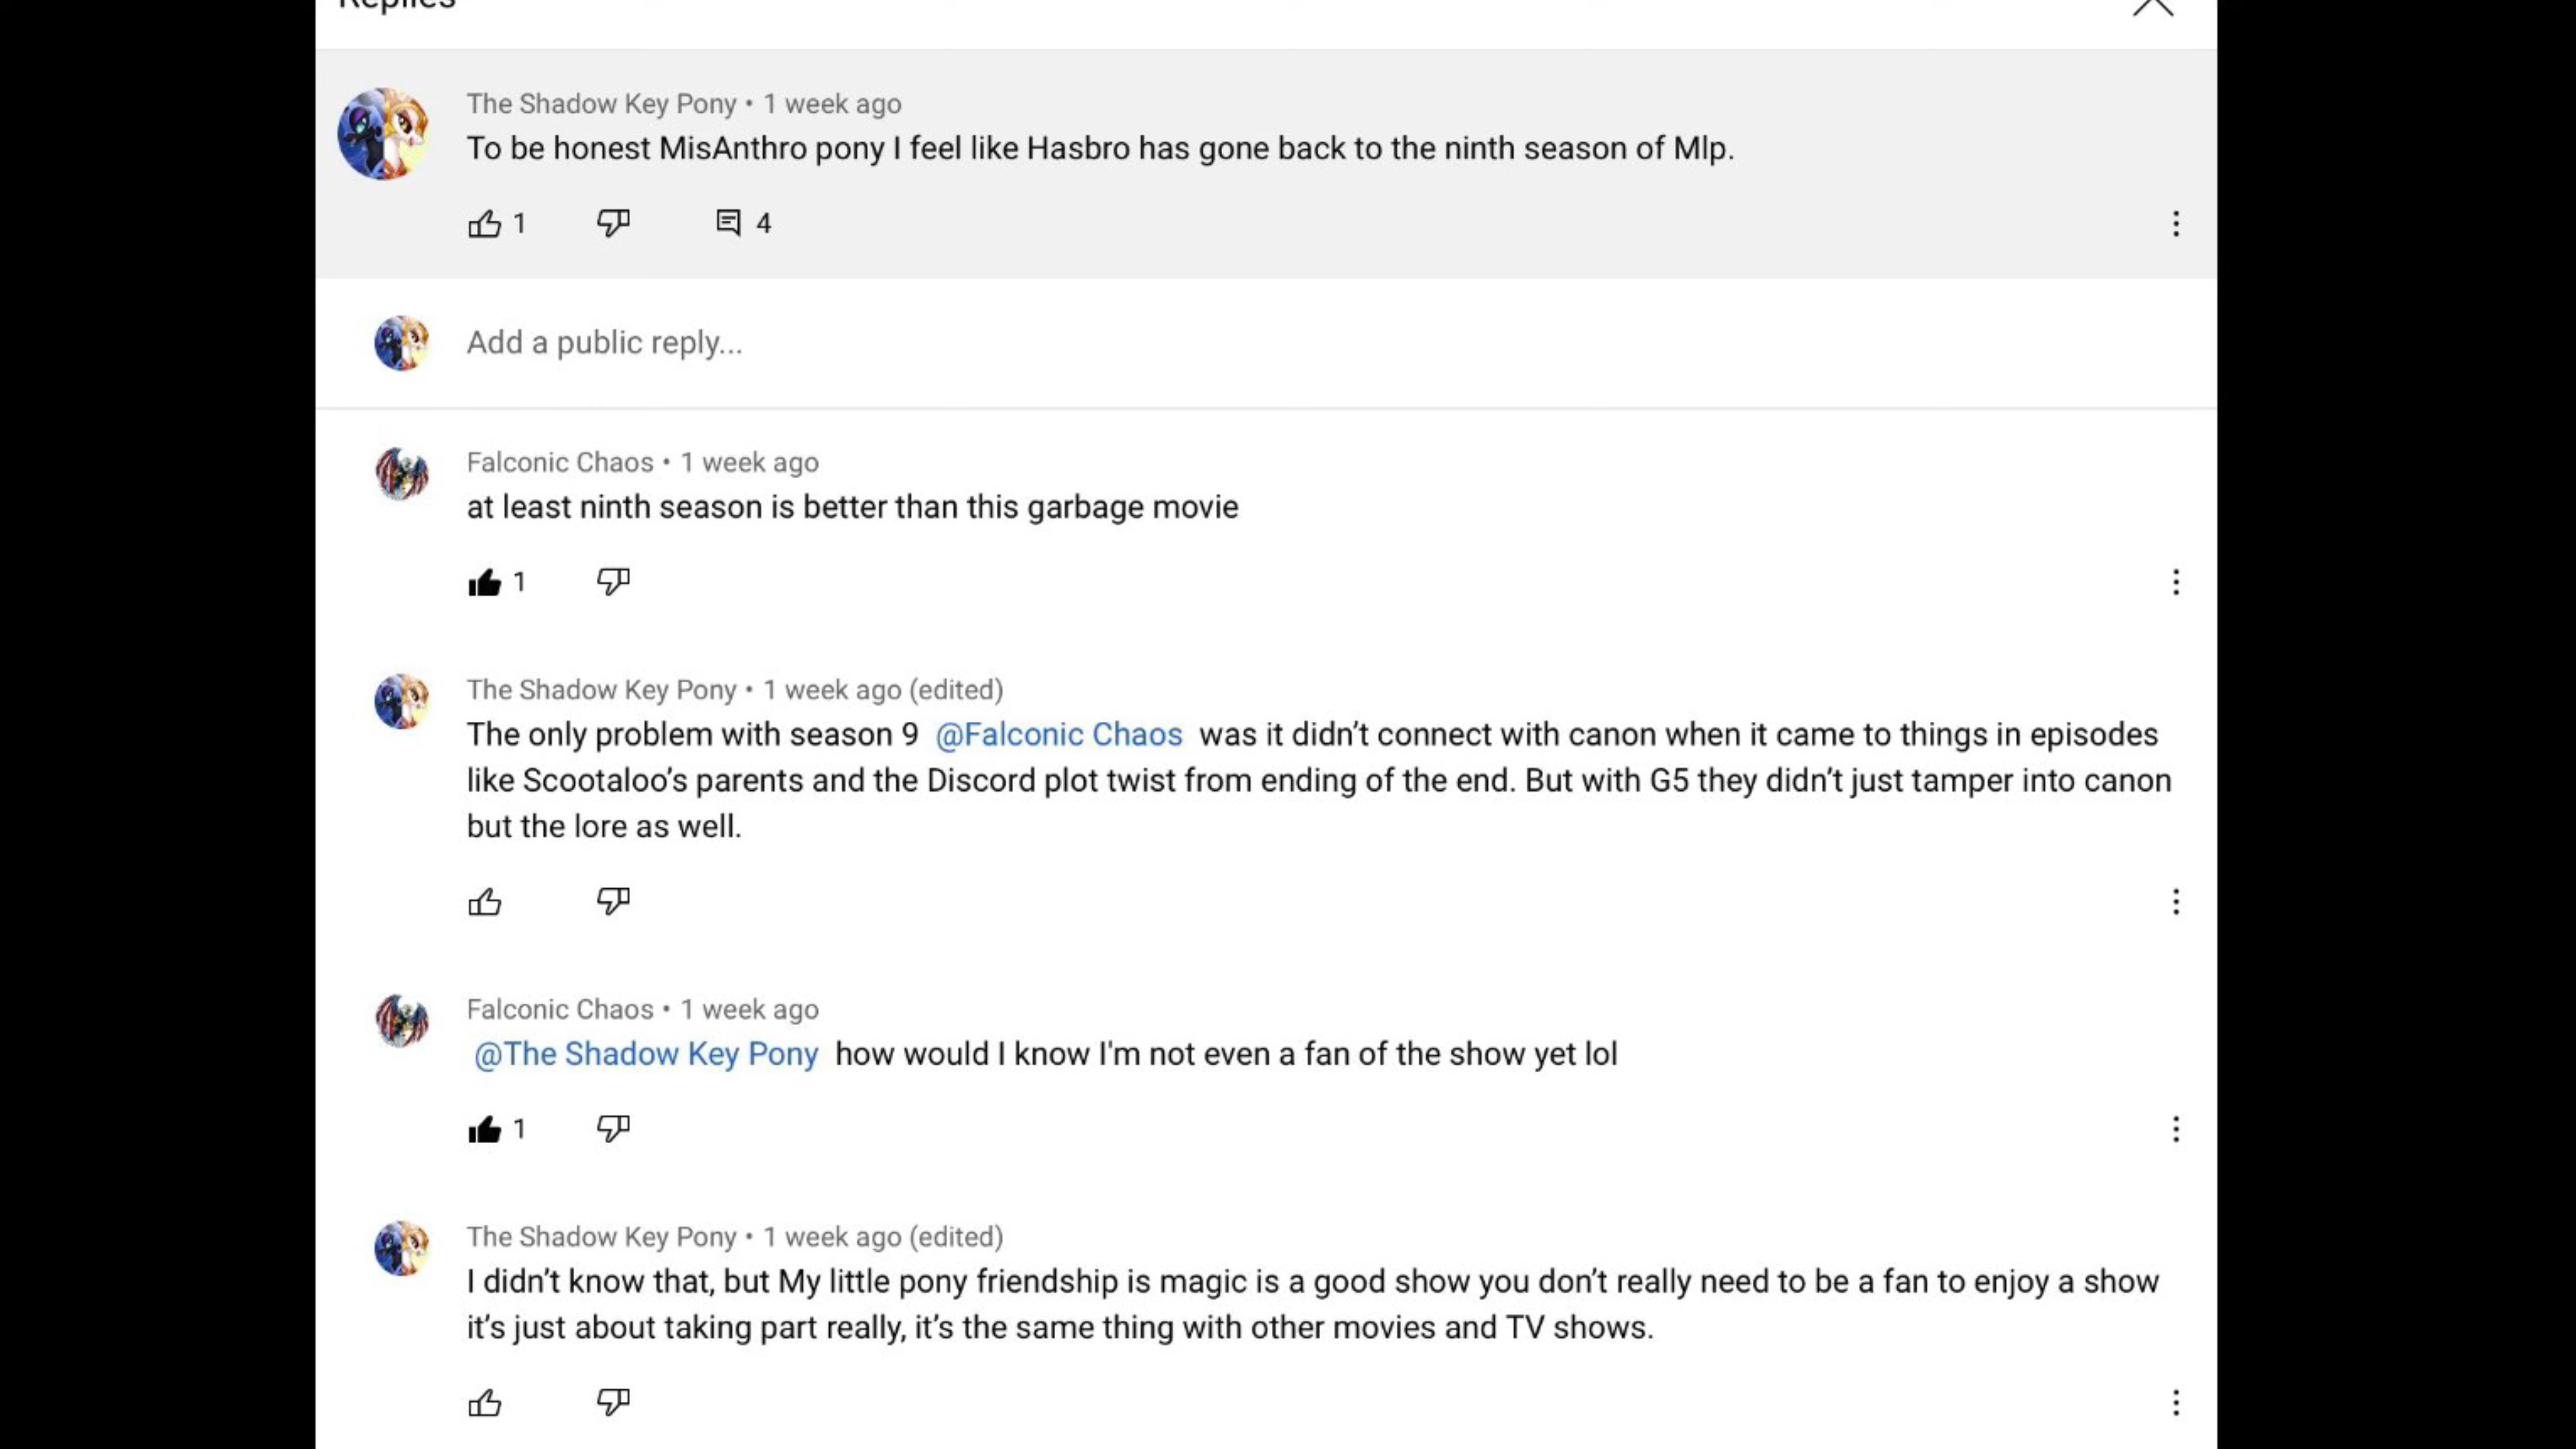 Replies
The Shadow Key Pony • 1 week ago
To be honest MisAnthro pony I feel like Hasbro has gone back to the ninth season of Mlp.
1 4
Add a public reply...
Falconic Chaos • 1 week ago
at least ninth season is better than this garbage movie
1
The Shadow Key Pony • 1 week ago (edited)
The only problem with season 9 @Falconic Chaos was it didn’t connect with canon when it came to things in episodes
like Scootaloo’s parents and the Discord plot twist from ending of the end. But with G5 they didn’t just tamper into canon
but the lore as well.
Falconic Chaos • 1 week ago
@The Shadow Key Pony how would I know I'm not even a fan of the show yet lol
1
The Shadow Key Pony • 1 week ago (edited)
I didn’t know that, but My little pony friendship is magic is a good show you don’t really need to be a fan to enjoy a show
it’s just about taking part really, it’s the same thing with other movies and TV shows.